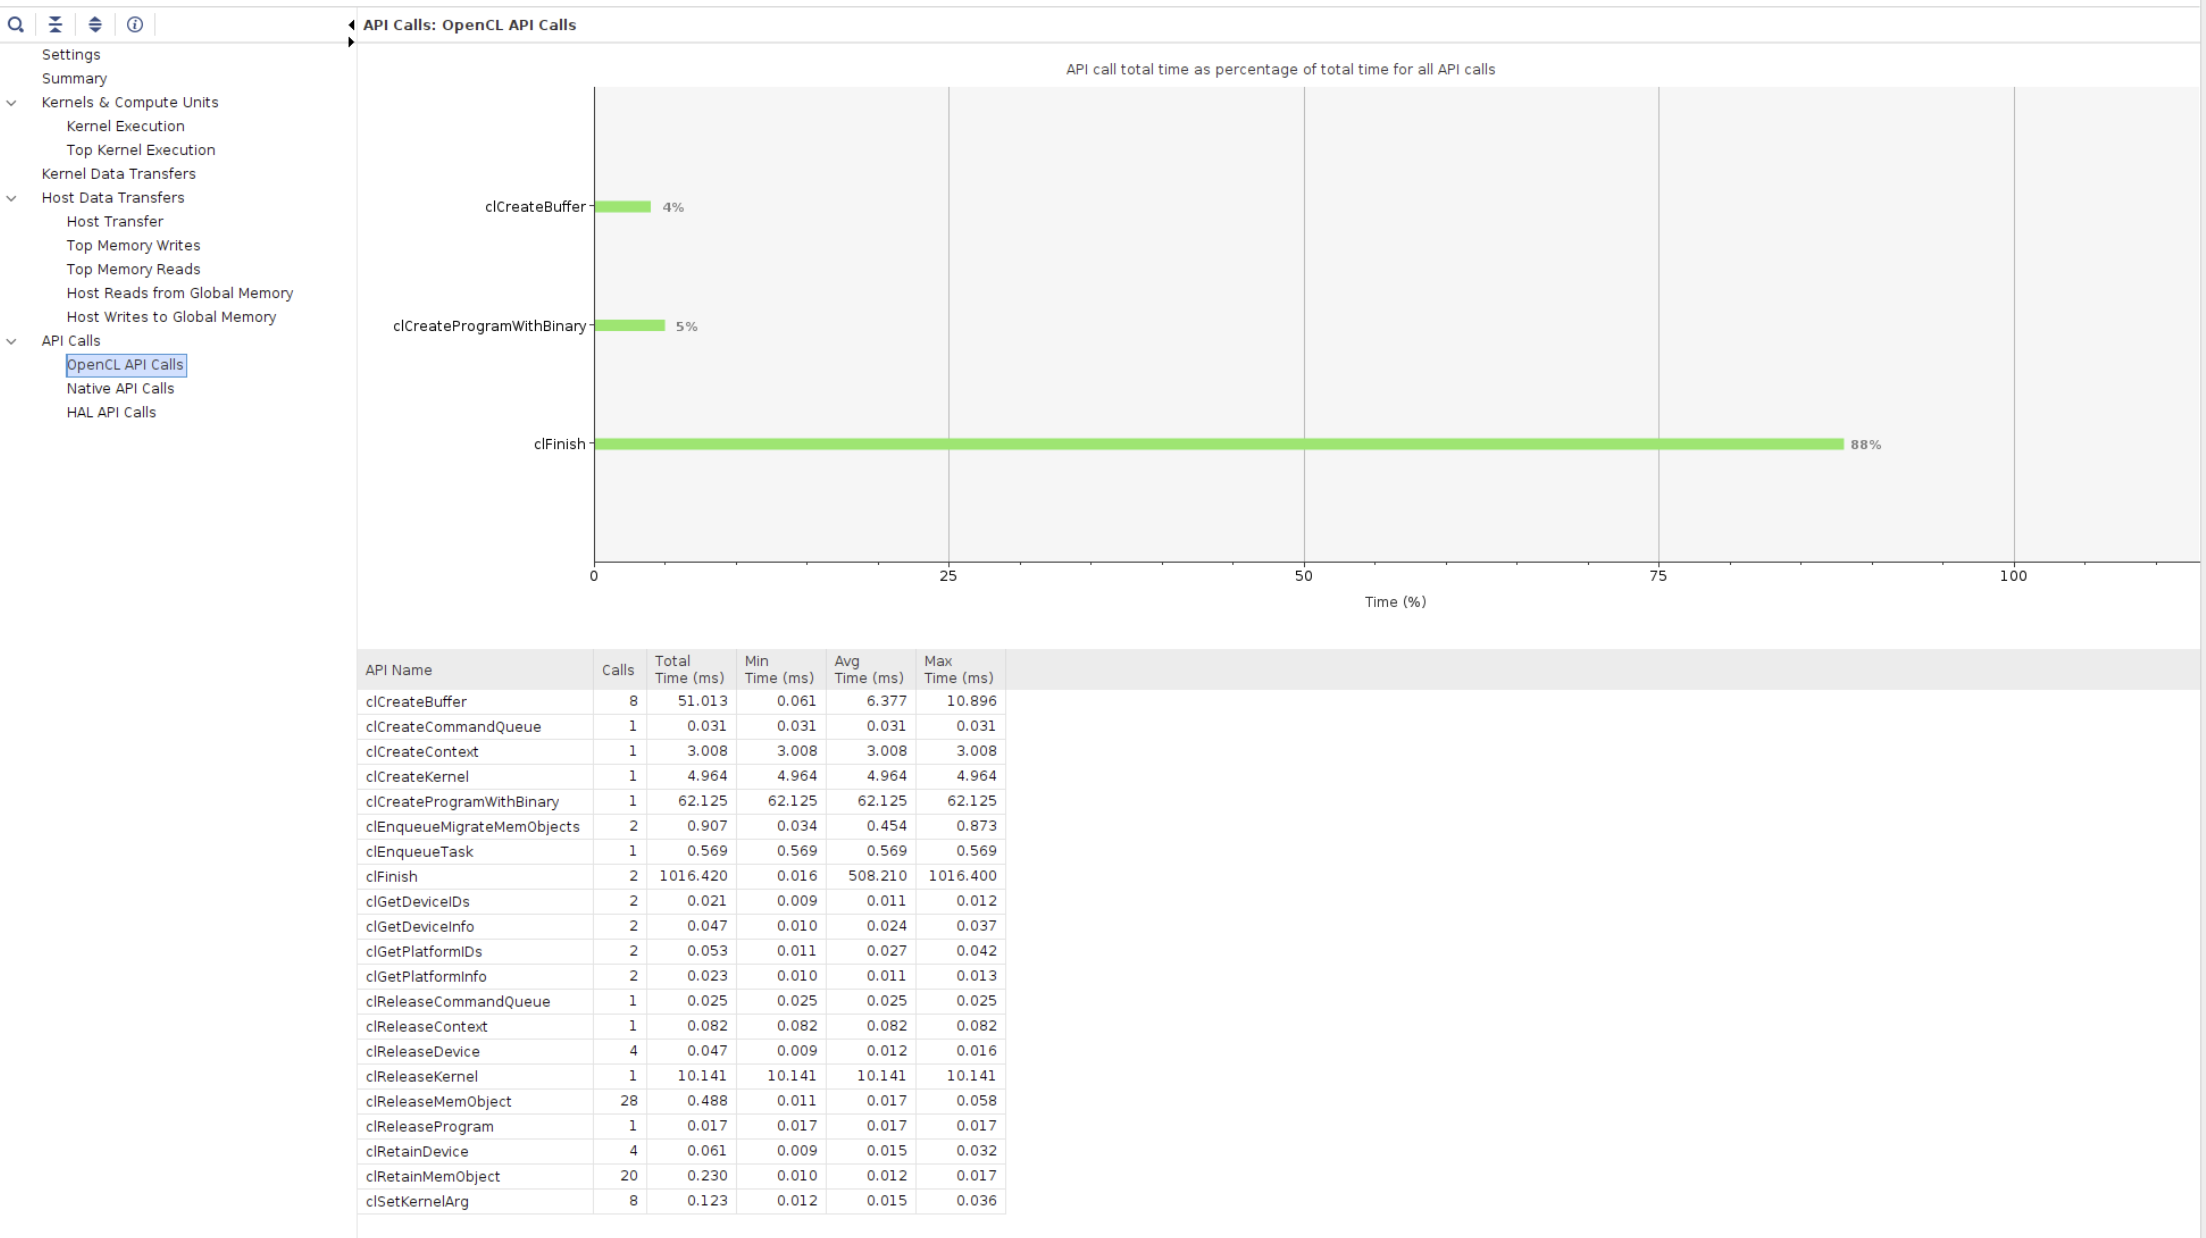 API Calls: OpenCL API Calls
Settings
Summary
Kernels & Compute Units
Kernel Execution
Top Kernel Execution
Kernel Data Transfers
Host Data Transfers
Host Transfer
Top Memory Writes
Top Memory Reads
Host Reads from Global Memory
Host Writes to Global Memory
API Calls
OpenCL API Calls
Native API Calls
HAL API Calls
API call total time as percentage of total time for all API calls
clCreateBuffer 4%
clCreateProgramWithBinary 5%
clFinish 88%
0 25 50 75 100
Time (%)
API Name Calls Total Time (ms) Min Time (ms) Avg Time (ms) Max Time (ms)
clCreateBuffer 8 51.013 0.061 6.377 10.896
clCreateCommandQueue 1 0.031 0.031 0.031 0.031
clCreateContext 1 3.008 3.008 3.008 3.008
clCreateKernel 1 4.964 4.964 4.964 4.964
clCreateProgramWithBinary 1 62.125 62.125 62.125 62.125
clEnqueueMigrateMemObjects 2 0.907 0.034 0.454 0.873
clEnqueueTask 1 0.569 0.569 0.569 0.569
clFinish 2 1016.420 0.016 508.210 1016.400
clGetDeviceIDs 2 0.021 0.009 0.011 0.012
clGetDeviceInfo 2 0.047 0.010 0.024 0.037
clGetPlatformIDs 2 0.053 0.011 0.027 0.042
clGetPlatformInfo 2 0.023 0.010 0.011 0.013
clReleaseCommandQueue 1 0.025 0.025 0.025 0.025
clReleaseContext 1 0.082 0.082 0.082 0.082
clReleaseDevice 4 0.047 0.009 0.012 0.016
clReleaseKernel 1 10.141 10.141 10.141 10.141
clReleaseMemObject 28 0.488 0.011 0.017 0.058
clReleaseProgram 1 0.017 0.017 0.017 0.017
clRetainDevice 4 0.061 0.009 0.015 0.032
clRetainMemObject 20 0.230 0.010 0.012 0.017
clSetKernelArg 8 0.123 0.012 0.015 0.036